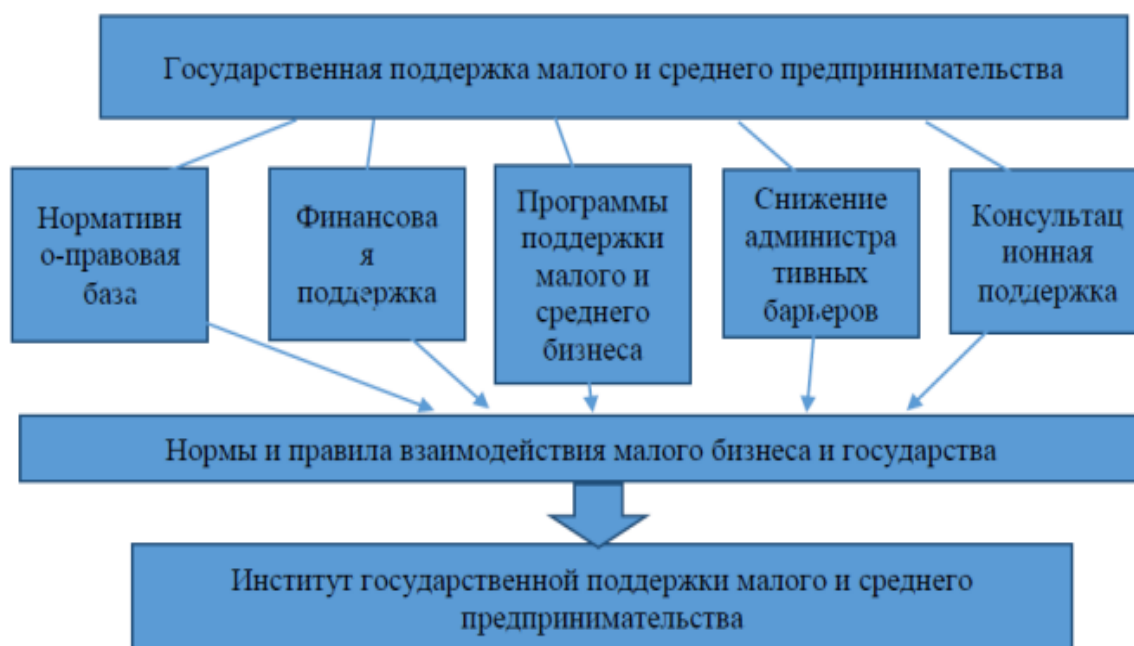 Государственная поддержка малого и среднего предпринимательства
Нормативн
о-правовая
база
Финансова
я
поддержка
Программы
поддержки
малого и
среднего
бизнеса
Снижение
администра
тивных
барьеров
Консультац
ионная
поддержка
Нормы и правила взаимодействия малого бизнеса и государства
Институт государственной поддержки малого и среднего
предпринимательства